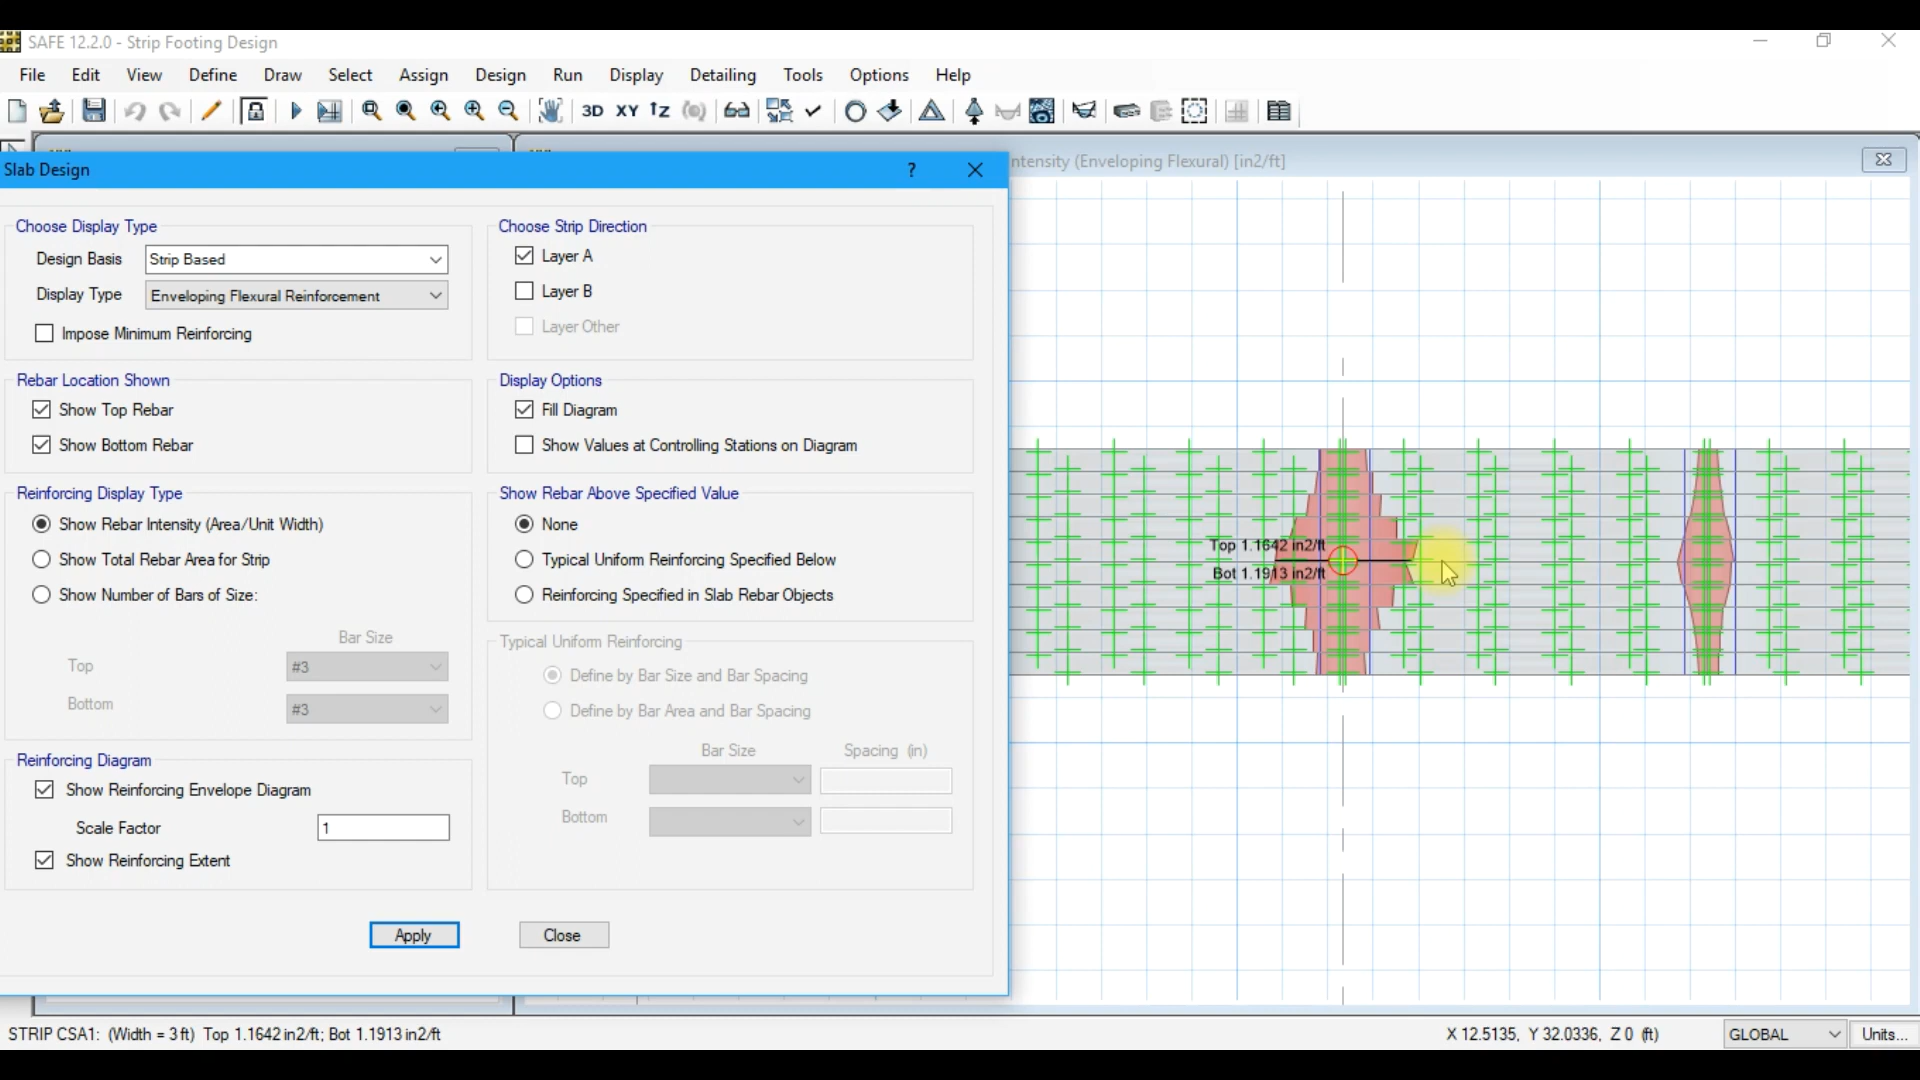 SAFE 12.2.0 - Strip Footing Design
File Edit View Define Draw Select Assign Design Run Display Detailing Tools Options Help
3D XY
Slab Design ?
ntensity (Enveloping Flexural) [in2/ft]
Choose Display Type
Design Basis Strip Based
Display Type Enveloping Flexural Reinforcement
Impose Minimum Reinforcing
Choose Strip Direction
Layer A
Layer B
Layer Other
Rebar Location Shown
Show Top Rebar
Show Bottom Rebar
Display Options
Fill Diagram
Show Values at Controlling Stations on Diagram
Reinforcing Display Type
Show Rebar Intensity (Area/Unit Width)
Show Total Rebar Area for Strip
Show Number of Bars of Size:
Bar Size
Top #3
Bottom #3
Show Rebar Above Specified Value
None
Typical Uniform Reinforcing Specified Below
Reinforcing Specified in Slab Rebar Objects
Typical Uniform Reinforcing
Define by Bar Size and Bar Spacing
Define by Bar Area and Bar Spacing
Bar Size Spacing (in)
Top
Bottom
Reinforcing Diagram
Show Reinforcing Envelope Diagram
Scale Factor 1
Show Reinforcing Extent
Apply Close
Top 1.1642 in2/ft
Bot 1.1913 in2/ft
STRIP CSA1: (Width = 3 ft) Top 1.1642 in2/ft; Bot 1.1913 in2/ft
X 12.5135, Y 32.0336, Z 0 (ft) GLOBAL Units...